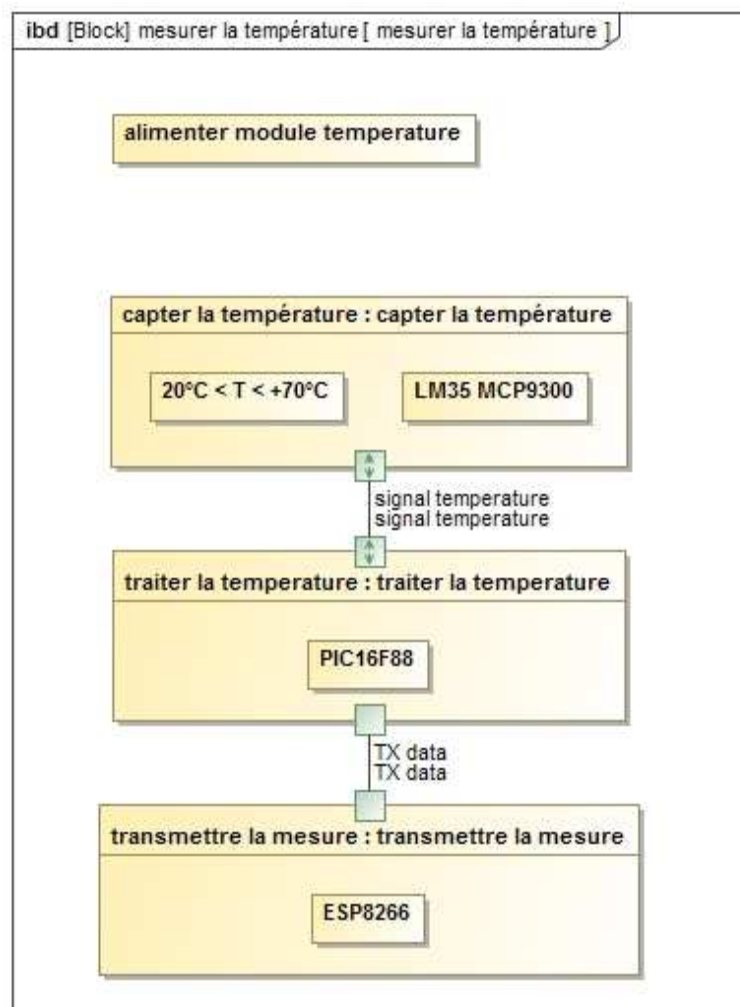 ibd [Block] mesurer la température [ mesurer la température ]
alimenter module temperature
capter la température : capter la température
20°C < T < +70°C
LM35 MCP9300
signal temperature
signal temperature
traiter la temperature : traiter la temperature
PIC16F88
TX data
TX data
transmettre la mesure : transmettre la mesure
ESP8266